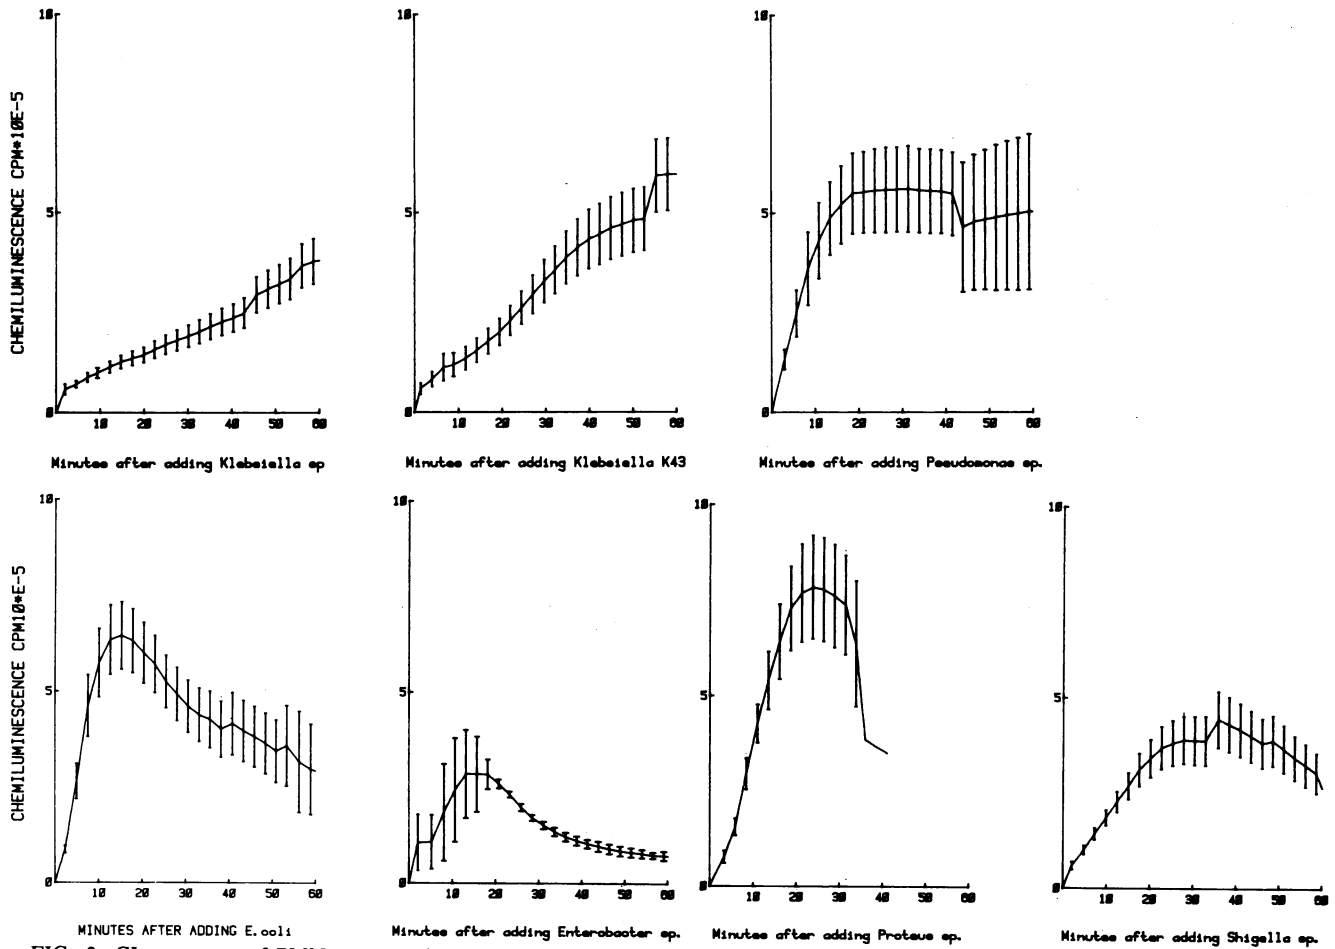 CHEMILUMINESCENCE CPM*10E-5
10
5
0
10 20 30 40 50 60
Minutes after adding Klebsiella sp
10
5
0
10 20 30 40 50 60
Minutes after adding Klebsiella K43
10
5
0
10 20 30 40 50 60
Minutes after adding Pseudomonas sp.
CHEMILUMINESCENCE CPM10*E-5
10
5
0
10 20 30 40 50 60
MINUTES AFTER ADDING E.coli
10
5
0
10 20 30 40 50 60
Minutes after adding Enterobacter sp.
10
5
0
10 20 30 40 50 60
Minutes after adding Proteus sp.
10
5
0
10 20 30 40 50 60
Minutes after adding Shigella sp.